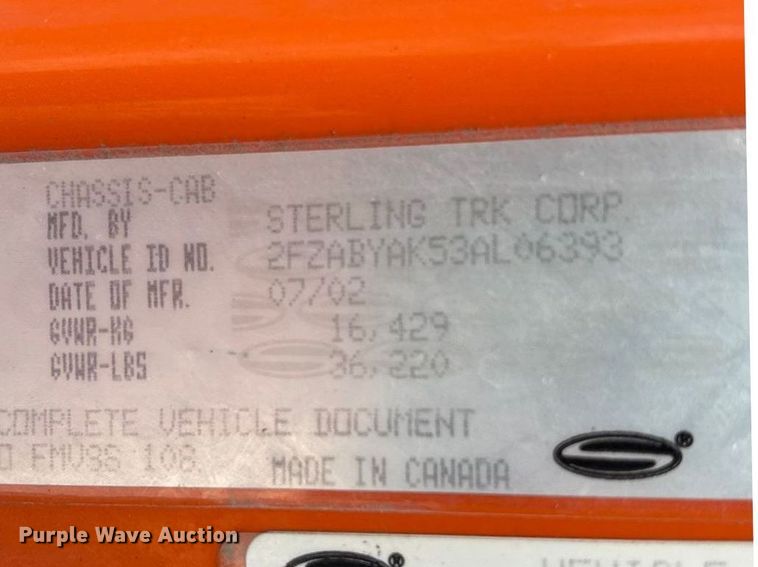 CHASSIS-CAB
MFD. BY STERLING TRK CORP.
VEHICLE ID NO. 2FZABYAK53AL06393
DATE OF MFR. 07/02
GVWR-KG 16,429
GVWR-LBS 36,220
COMPLETE VEHICLE DOCUMENT
O FMVSS 108.
MADE IN CANADA
®
Purple Wave Auction
®
VEHICLE